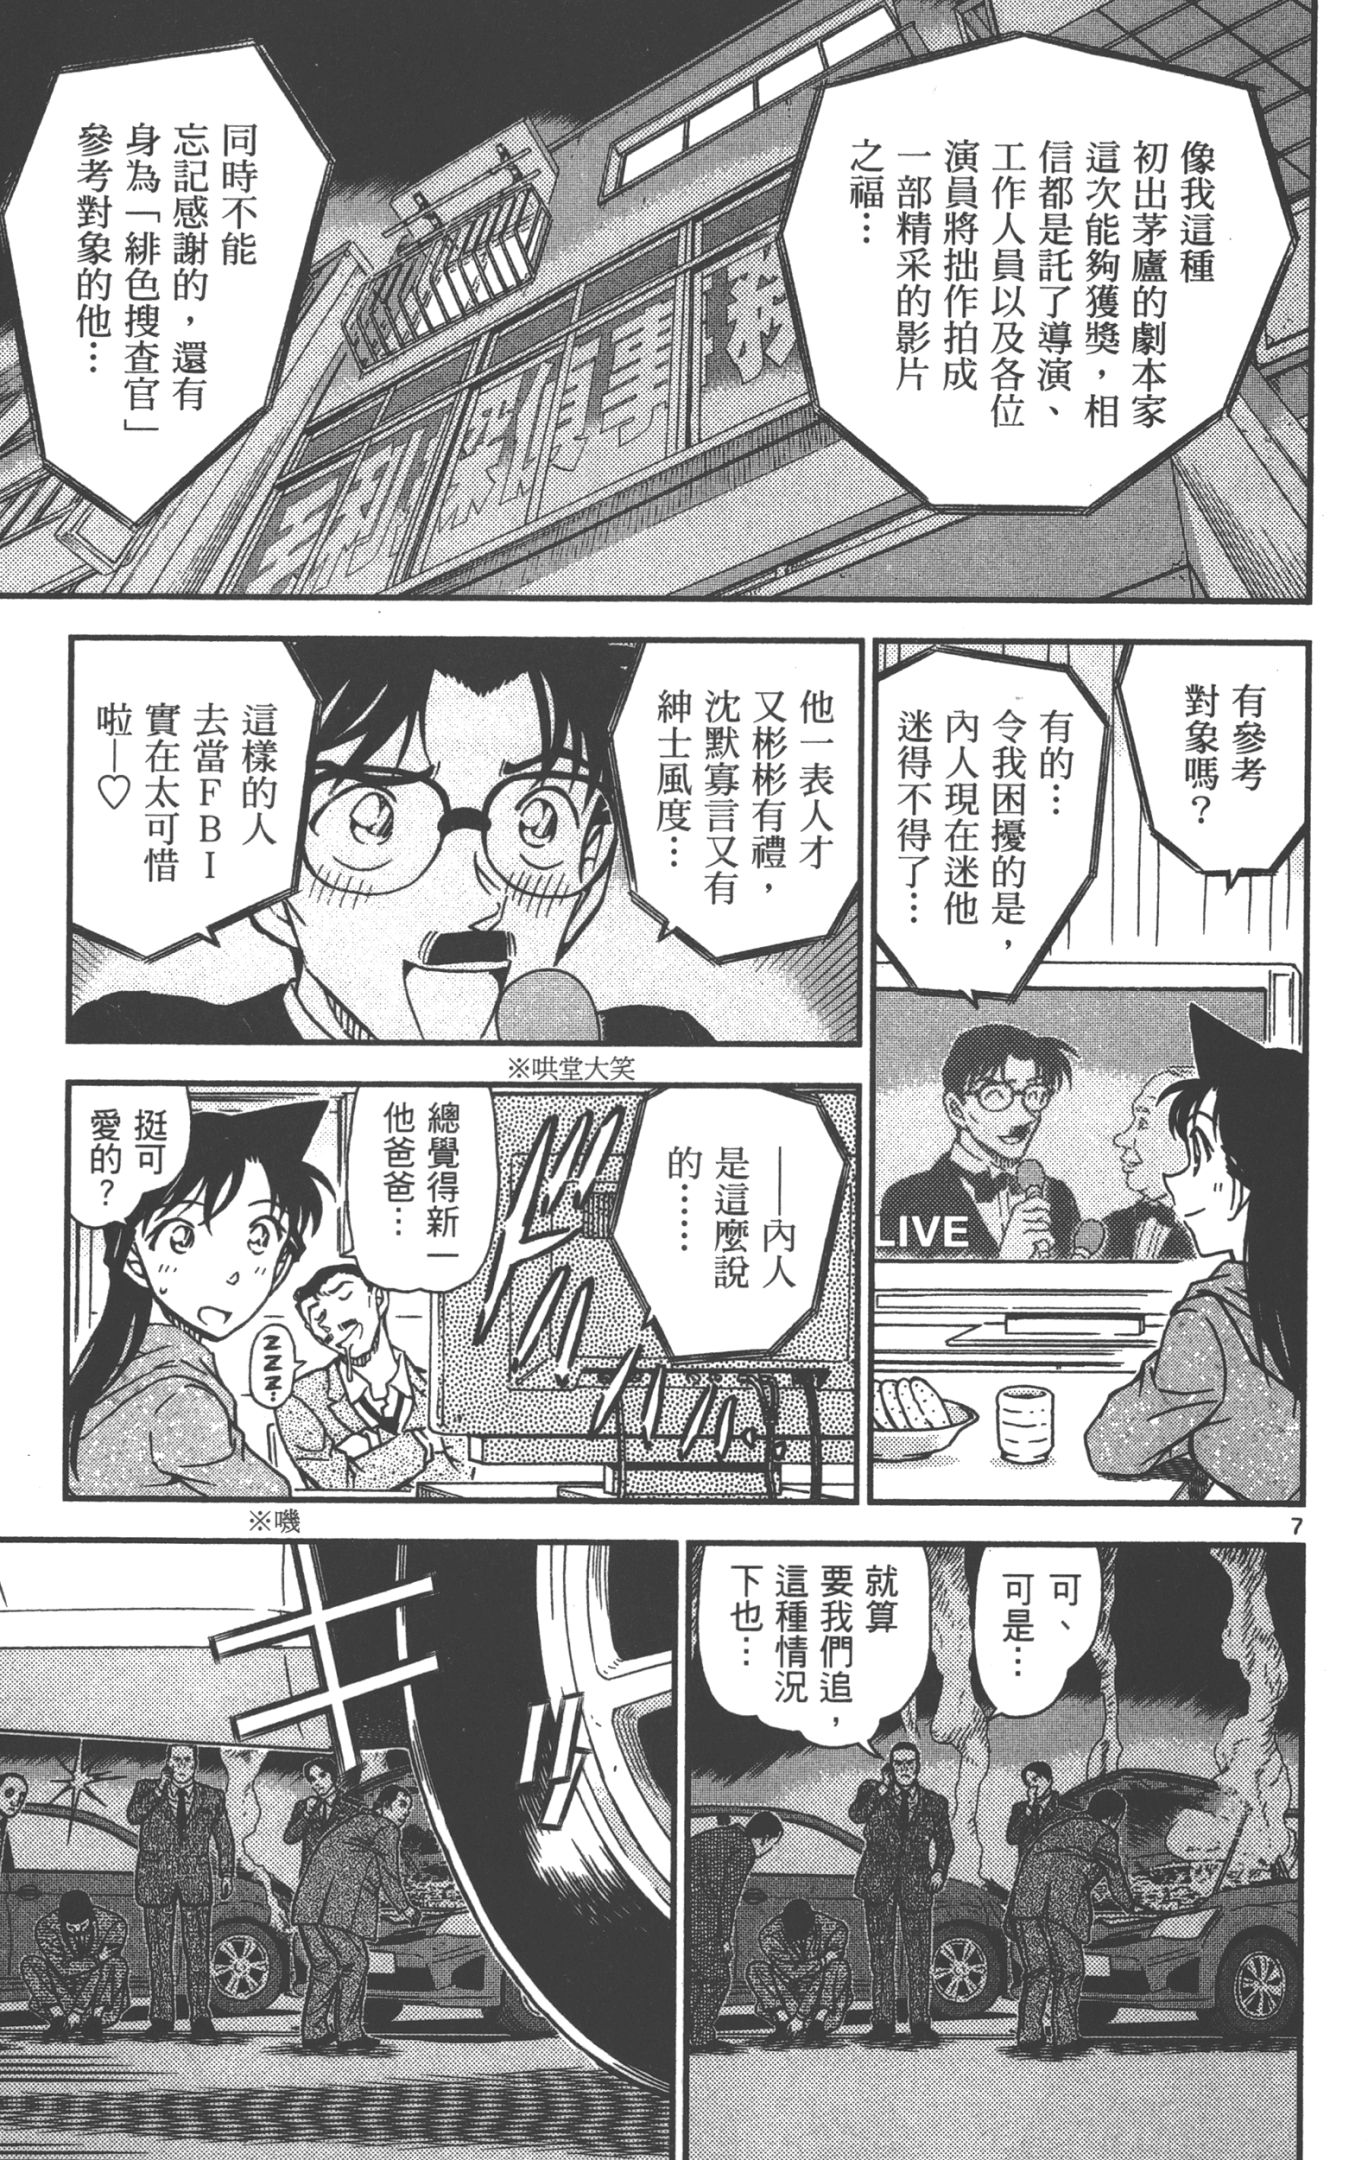 像我這種
初出茅廬的劇本家
這次能夠獲獎，相
信都是託了導演、
工作人員以及各位
演員將拙作拍成
一部精采的影片
之福…
同時不能
忘記感謝的，還有
身為「緋色搜查官」
參考對象的他…
有參考
對象嗎？
有的…
令我困擾的是，
內人現在迷他
迷得不得了…
LIVE
他一表人才
又彬彬有禮，
沈默寡言又有
紳士風度…
這樣的人
去當FBI
實在太可惜
啦—♡
※哄堂大笑
——內人
是這麼說
的……
總覺得新一
他爸爸…
挺可
愛的？
ZZZZ…
※嘰
7
可、
可是…
就算
要我們追，
這種情況
下也…